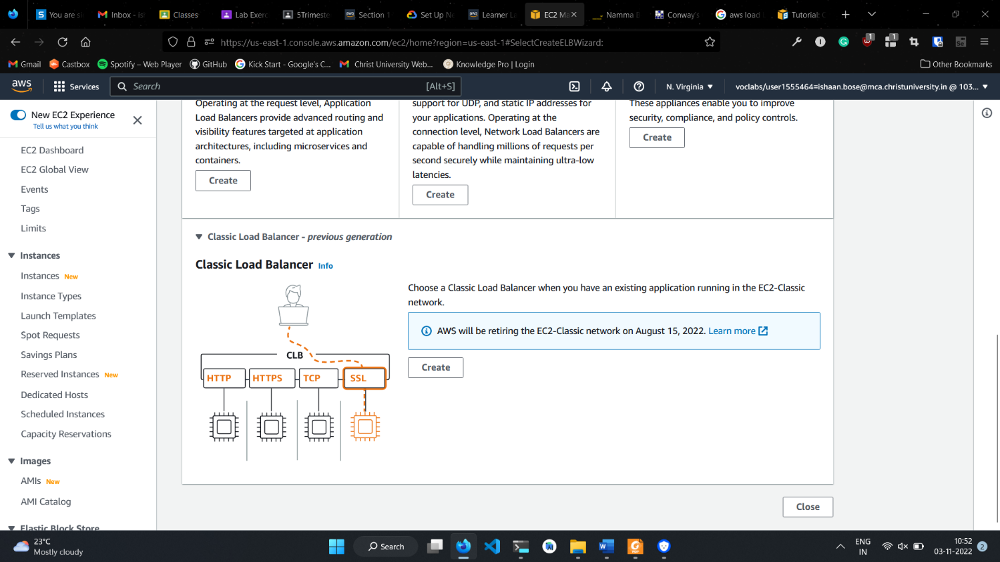 You are si
Inbox - ish
Classes
Lab Exerc
5Trimeste
Section 1
Set Up Ne
Learner La
EC2 Ma
Namma B
Conway's
aws load
Tutorial: C
https://us-east-1.console.aws.amazon.com/ec2/home?region=us-east-1#SelectCreateELBWizard:
1
1
Gmail
Castbox
Spotify – Web Player
GitHub
Kick Start - Google's C...
Christ University Web...
Knowledge Pro | Login
Other Bookmarks
aws
Services
Search
[Alt+S]
N. Virginia
voclabs/user1555464=ishaan.bose@mca.christuniversity.in @ 103...
New EC2 Experience
Tell us what you think
EC2 Dashboard
EC2 Global View
Events
Tags
Limits
Instances
Instances New
Instance Types
Launch Templates
Spot Requests
Savings Plans
Reserved Instances New
Dedicated Hosts
Scheduled Instances
Capacity Reservations
Images
AMIs New
AMI Catalog
Elastic Block Store
Operating at the request level, Application
Load Balancers provide advanced routing and
visibility features targeted at application
architectures, including microservices and
containers.
Create
support for UDP, and static IP addresses for
your applications. Operating at the
connection level, Network Load Balancers are
capable of handling millions of requests per
second securely while maintaining ultra-low
latencies.
Create
These appliances enable you to improve
security, compliance, and policy controls.
Create
Classic Load Balancer - previous generation
Classic Load Balancer Info
CLB
HTTP
HTTPS
TCP
SSL
Choose a Classic Load Balancer when you have an existing application running in the EC2-Classic
network.
AWS will be retiring the EC2-Classic network on August 15, 2022. Learn more
Create
Close
23°C
Mostly cloudy
Search
ENG
IN
10:52
03-11-2022
2